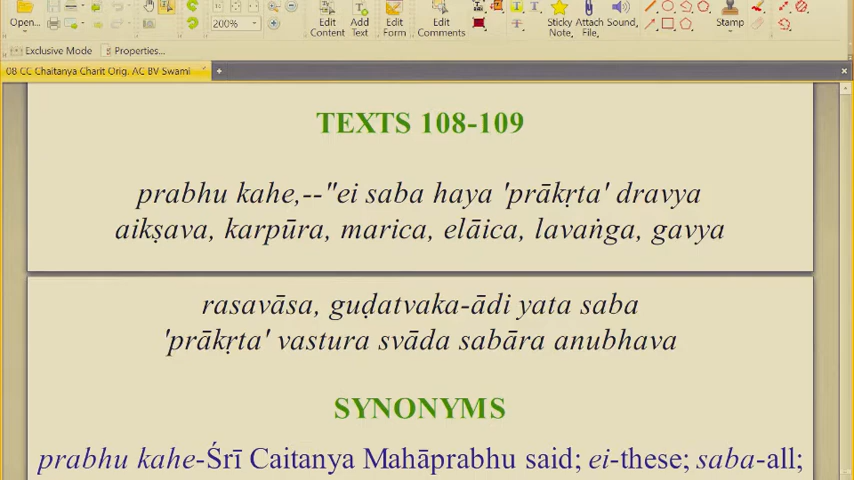 Open...
200%
Edit
Content
Add
Text
Edit
Form
Edit
Comments
Sticky
Note,
Attach
File,
Sound,
Stamp
Exclusive Mode
Properties...
08 CC Chaitanya Charit Orig. AC BV Swami
TEXTS 108-109
prabhu kahe,--"ei saba haya 'prākṛta' dravya
aikṣava, karpūra, marica, elāica, lavaṅga, gavya
rasavāsa, guḍatvaka-ādi yata saba
'prākṛta' vastura svāda sabāra anubhava
SYNONYMS
prabhu kahe-Śrī Caitanya Mahāprabhu said; ei-these; saba-all;